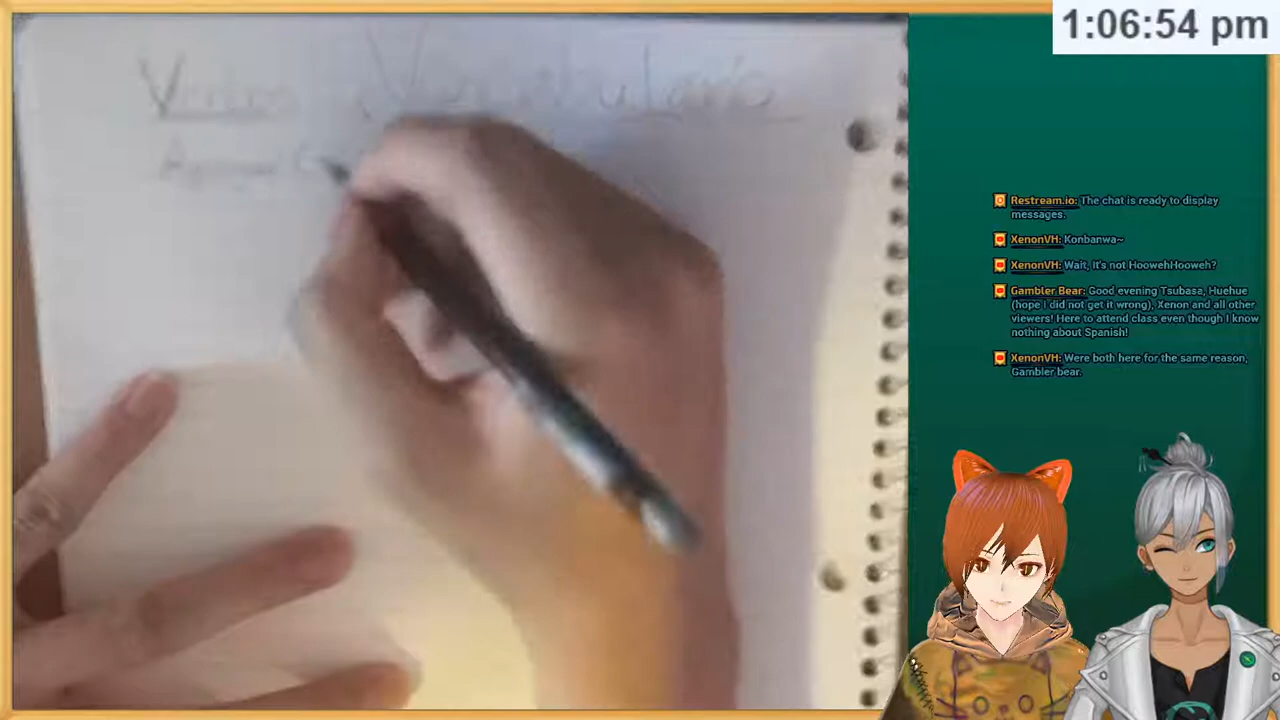 1:06:54 pm
Restream.io: The chat is ready to display
messages.
XenonVH: Konbanwa~
XenonVH: Wait, it's not HoowehHooweh?
Gambler Bear: Good evening Tsubasa, Huehue
(hope I did not get it wrong), Xenon and all other
viewers! Here to attend class even though I know
nothing about Spanish!
XenonVH: Were both here for the same reason,
Gambler bear.